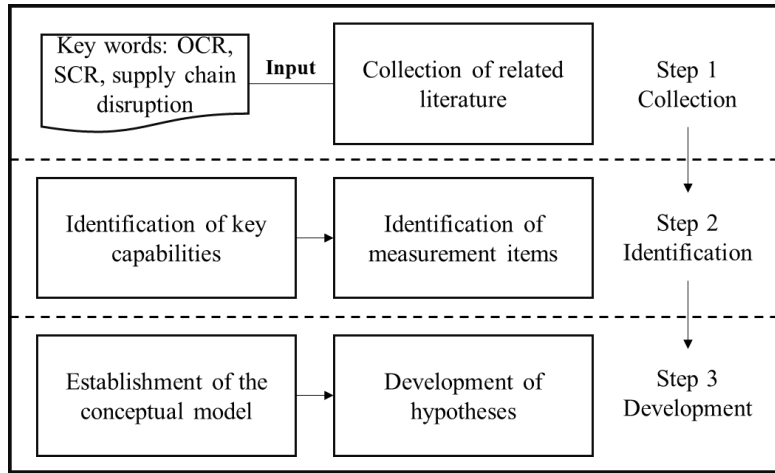 Key words: OCR,
SCR, supply chain
disruption
Input
Collection of related
literature
Step 1
Collection
Identification of key
capabilities
Identification of
measurement items
Step 2
Identification
Establishment of the
conceptual model
Development of
hypotheses
Step 3
Development